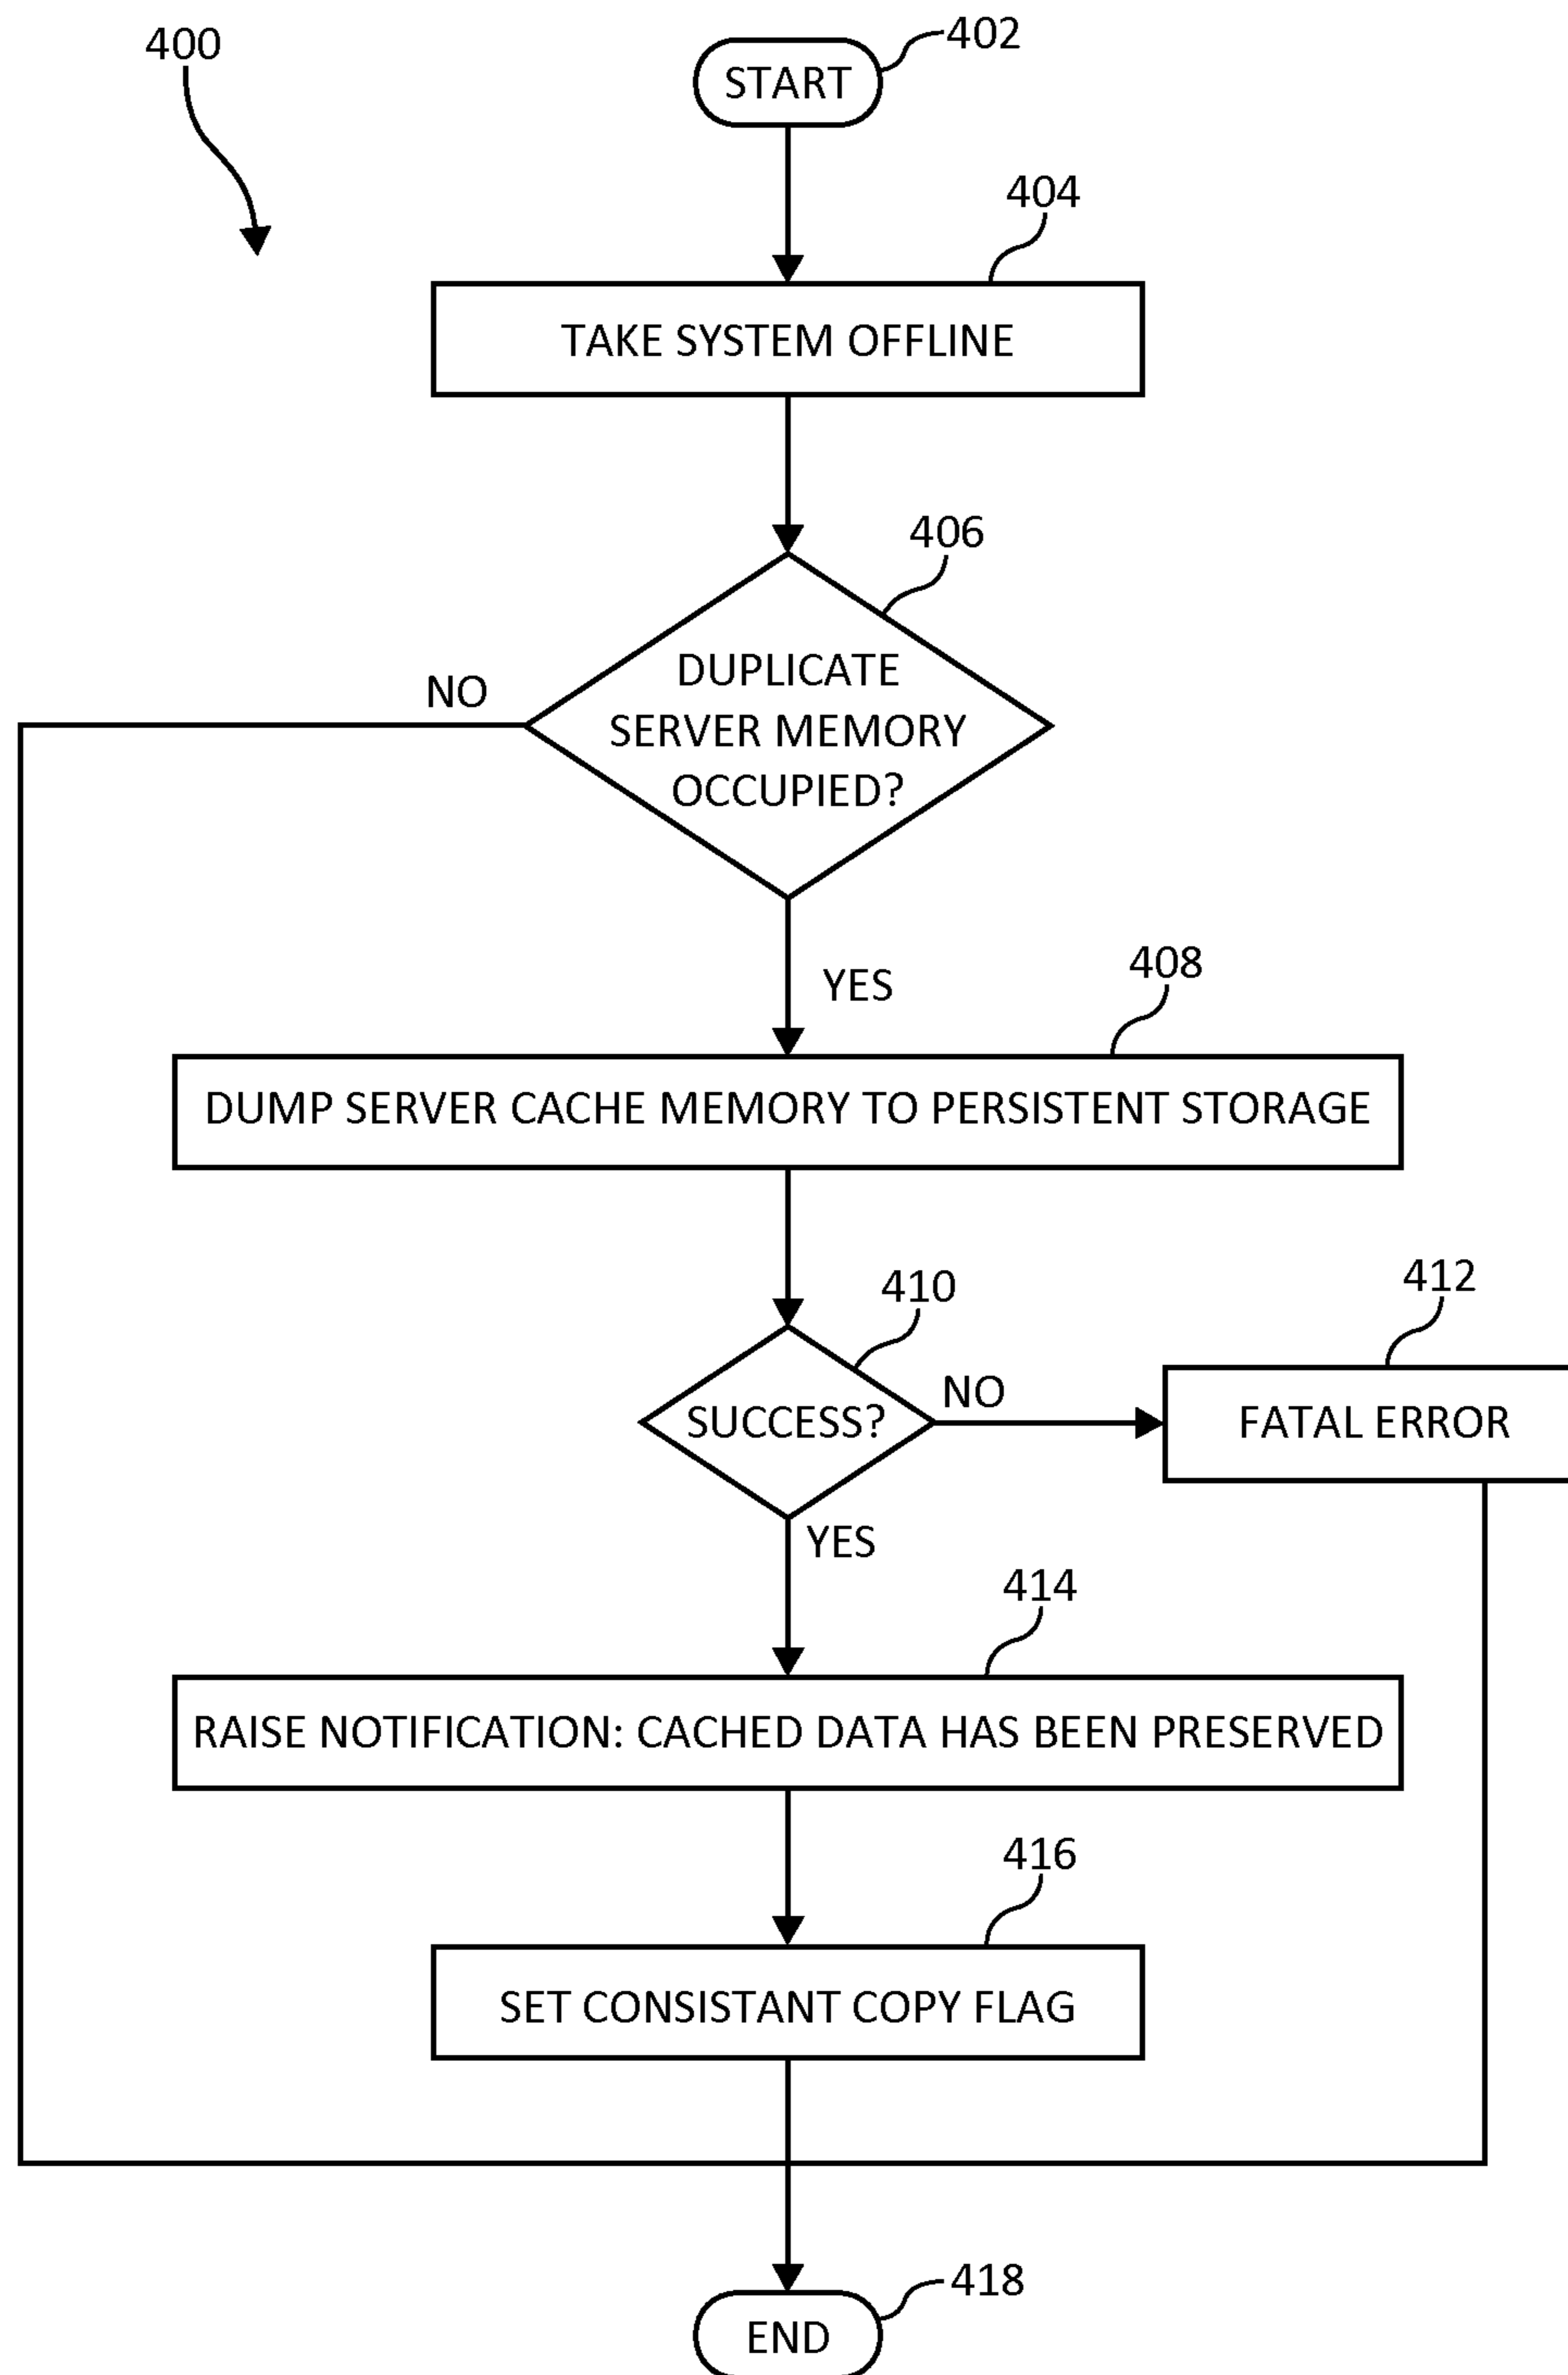 400
402
START
404
TAKE SYSTEM OFFLINE
406
DUPLICATE
SERVER MEMORY
OCCUPIED?
NO
YES
408
DUMP SERVER CACHE MEMORY TO PERSISTENT STORAGE
410
412
SUCCESS?
NO
FATAL ERROR
YES
414
RAISE NOTIFICATION: CACHED DATA HAS BEEN PRESERVED
416
SET CONSISTANT COPY FLAG
418
END